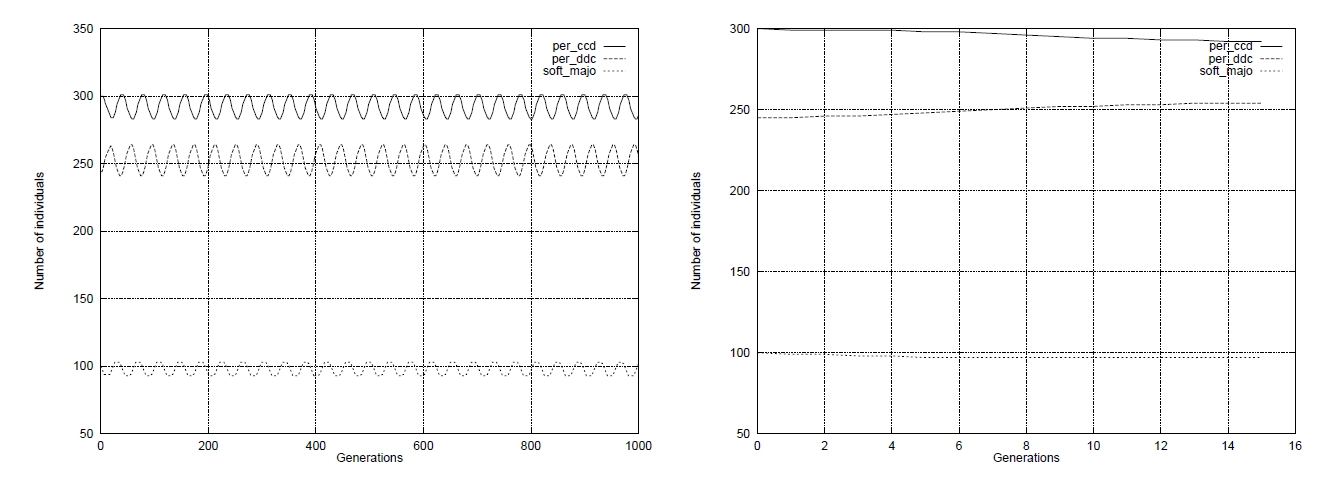 350
300
250
200
150
100
50
Number of individuals
per_ccd
per_ddc
soft_majo
0 200 400 600 800 1000
Generations
300
250
200
150
100
50
Number of individuals
per_ccd
per_ddc
soft_majo
0 2 4 6 8 10 12 14 16
Generations